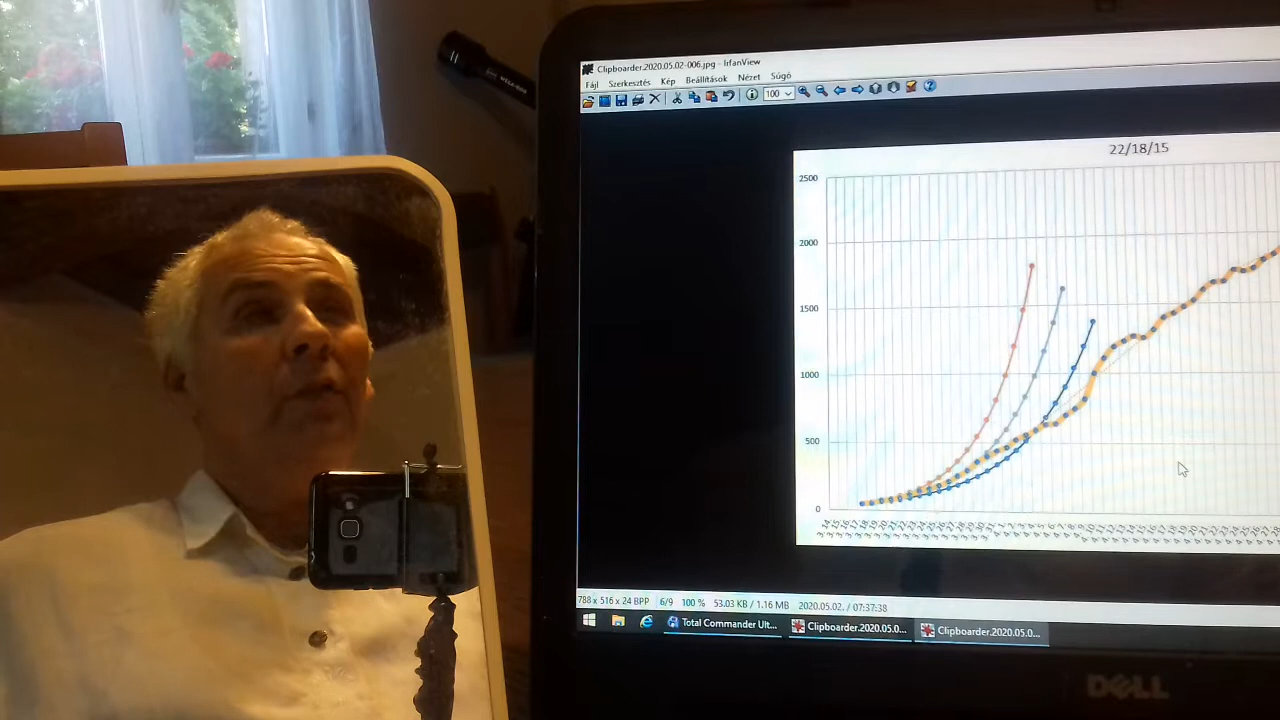 Clipboarder.2020.05.02-006.jpg - IrfanView
Fájl Szerkesztés Kép Beállítások Nézet Súgó
100
22/18/15
2500
2000
1500
1000
500
0
788 x 516 x 24 BPP 6/9 100 % 53.03 KB / 1.16 MB 2020.05.02. / 07:37:38
Total Commander Ult... Clipboarder.2020.05.0... Clipboarder.2020.05.0...
DELL